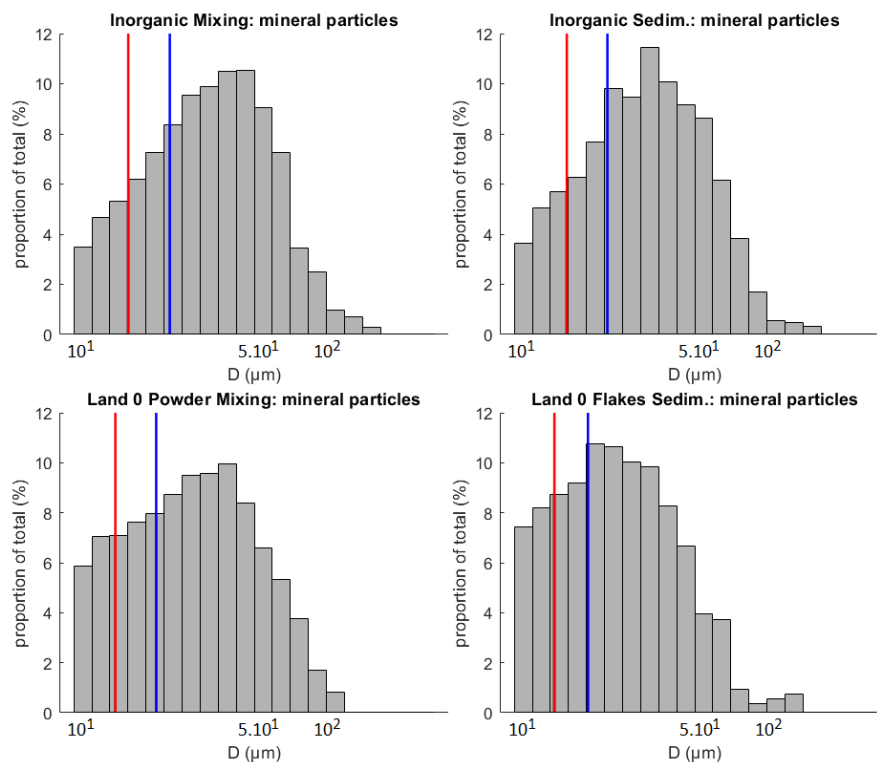 Inorganic Mixing: mineral particles
proportion of total (%)
12
10
8
6
4
2
0
10¹ 5.10¹ 10²
D (µm)
Inorganic Sedim.: mineral particles
proportion of total (%)
12
10
8
6
4
2
0
10¹ 5.10¹ 10²
D (µm)
Land 0 Powder Mixing: mineral particles
proportion of total (%)
12
10
8
6
4
2
0
10¹ 5.10¹ 10²
D (µm)
Land 0 Flakes Sedim.: mineral particles
proportion of total (%)
12
10
8
6
4
2
0
10¹ 5.10¹ 10²
D (µm)